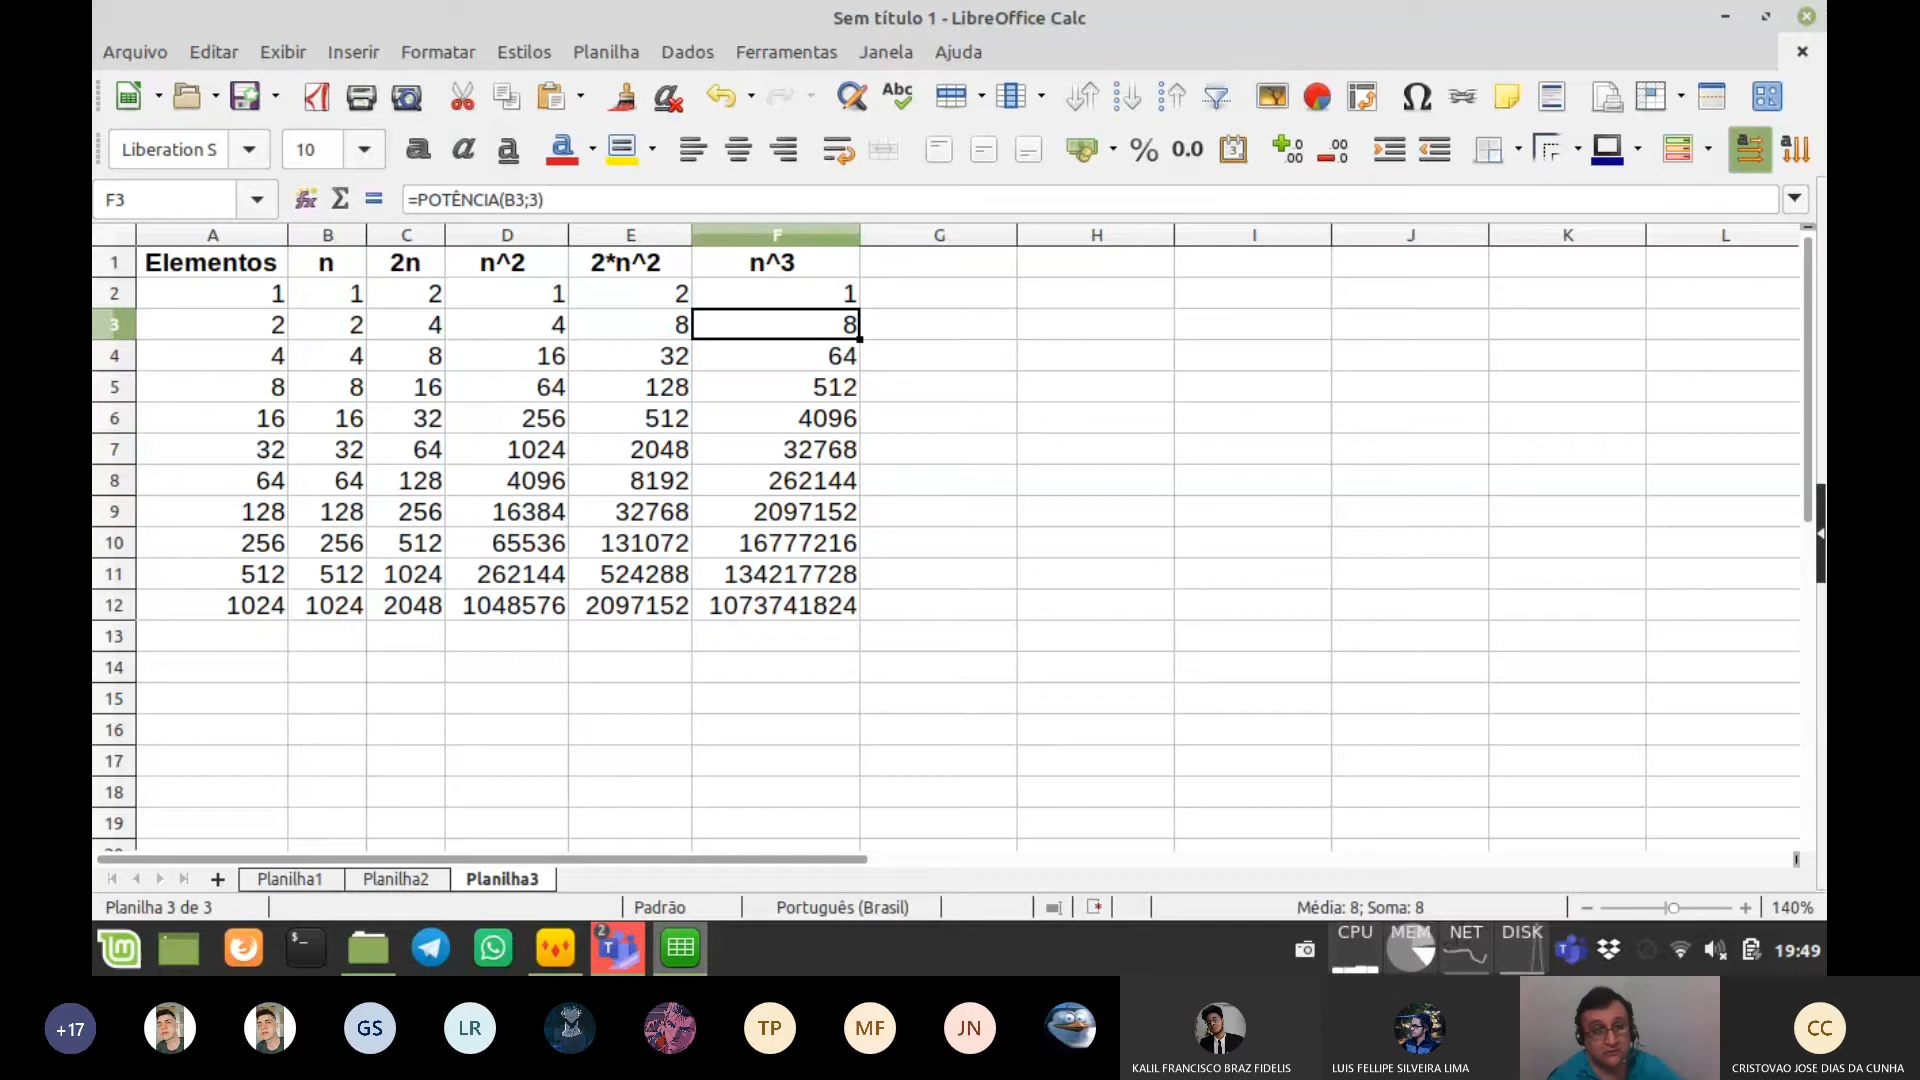 Sem título 1 - LibreOffice Calc
Arquivo Editar Exibir Inserir Formatar Estilos Planilha Dados Ferramentas Janela Ajuda
Abc
Liberation S 10 a a a a % 0.0
F3 =POTÊNCIA(B3;3)
A B C D E F G H I J K L
1 Elementos n 2n n^2 2*n^2 n^3
2 1 1 2 1 2 1
3 2 2 4 4 8 8
4 4 4 8 16 32 64
5 8 8 16 64 128 512
6 16 16 32 256 512 4096
7 32 32 64 1024 2048 32768
8 64 64 128 4096 8192 262144
9 128 128 256 16384 32768 2097152
10 256 256 512 65536 131072 16777216
11 512 512 1024 262144 524288 134217728
12 1024 1024 2048 1048576 2097152 1073741824
13
14
15
16
17
18
19
Planilha1 Planilha2 Planilha3
Planilha 3 de 3 Padrão Português (Brasil) Média: 8; Soma: 8 140%
2 T CPU MEM NET DISK 19:49
+17 GS LR TP MF JN CC
KALIL FRANCISCO BRAZ FIDELIS LUIS FELLIPE SILVEIRA LIMA CRISTOVAO JOSE DIAS DA CUNHA